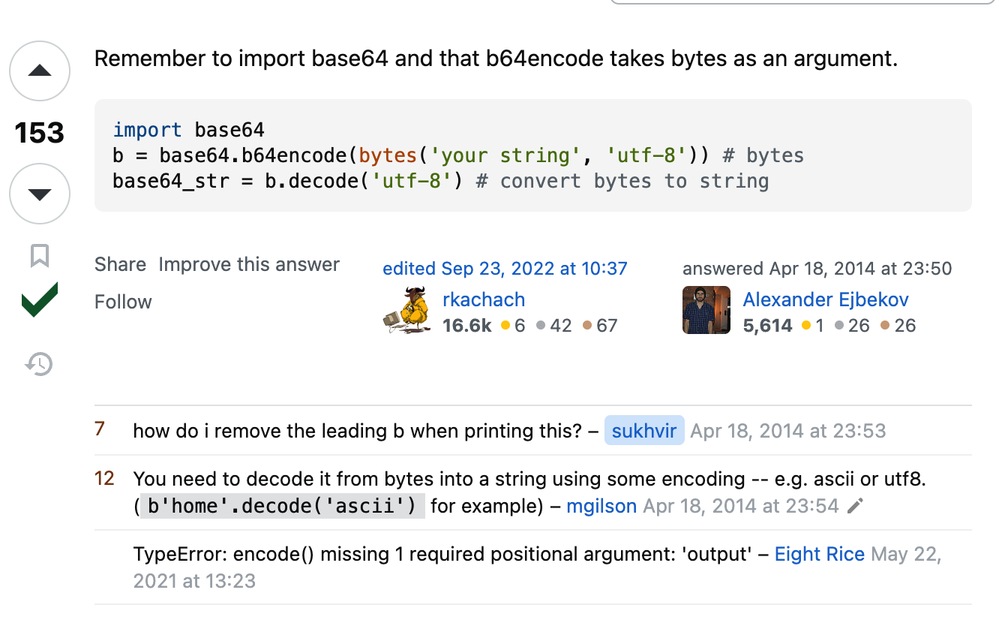 Remember to import base64 and that b64encode takes bytes as an argument.
153
import base64
b = base64.b64encode(bytes('your string', 'utf-8')) # bytes
base64_str = b.decode('utf-8') # convert bytes to string
Share Improve this answer
Follow
edited Sep 23, 2022 at 10:37
rkachach
16.6k 6 42 67
answered Apr 18, 2014 at 23:50
Alexander Ejbekov
5,614 1 26 26
7 how do i remove the leading b when printing this? – sukhvir Apr 18, 2014 at 23:53
12 You need to decode it from bytes into a string using some encoding -- e.g. ascii or utf8.
( b'home'.decode('ascii') for example) – mgilson Apr 18, 2014 at 23:54
TypeError: encode() missing 1 required positional argument: 'output' – Eight Rice May 22,
2021 at 13:23